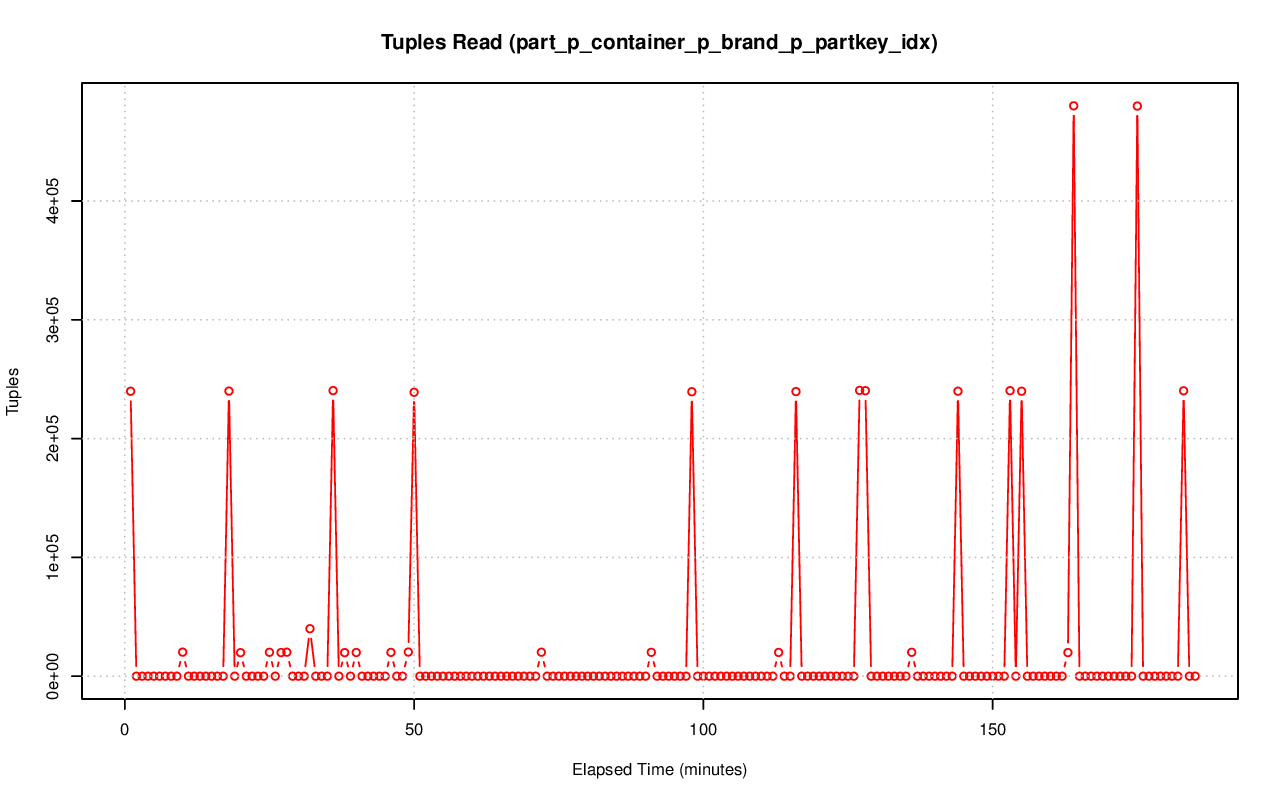 Tuples Read (part_p_container_p_brand_p_partkey_idx)
Tuples
4e+05
3e+05
2e+05
1e+05
0e+00
0 50 100 150
Elapsed Time (minutes)